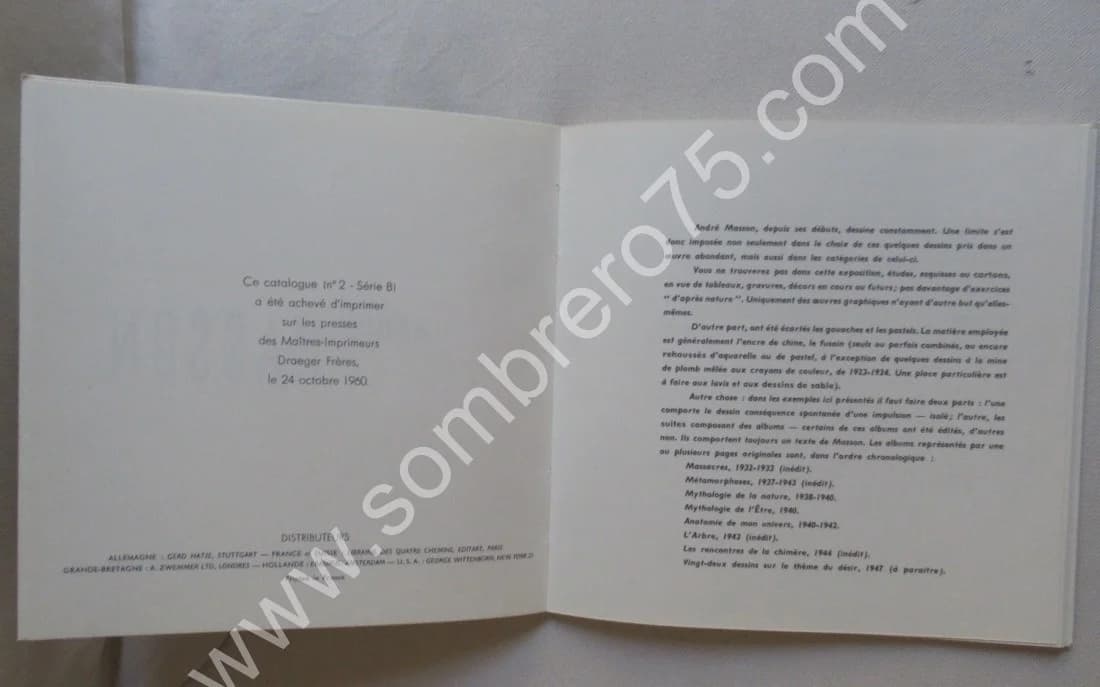 Ce catalogue (n° 2 - Série B)
a été achevé d'imprimer
sur les presses
des Maîtres-Imprimeurs
Draeger Frères,
le 24 octobre 1960.
DISTRIBUTEURS
ALLEMAGNE : GERD HATJE, STUTTGART — FRANCE DES QUATRE CHEMINS, EDITART, PARIS
GRANDE-BRETAGNE : A. ZWEMMER LTD, LONDRES — HOLLANDE : AMSTERDAM — U.S.A. : GEORGE WITTENBORN, NEW YORK 21
France
André Masson, depuis ses débuts, dessine constamment. Une limite s'est
donc imposée non seulement dans le choix de ces quelques dessins pris dans un
œuvre abondant, mais aussi dans les catégories de celui-ci.
Vous ne trouverez pas dans cette exposition, études, esquisses ou cartons,
en vue de tableaux, gravures, décors en cours ou futurs; pas davantage d'exercices
"d'après nature". Uniquement des œuvres graphiques n'ayant d'autre but qu'elles-
mêmes.
D'autre part, ont été écartés les gouaches et les pastels. La matière employée
est généralement l'encre de chine, le fusain (seuls ou parfois combinés, ou encore
rehaussés d'aquarelle ou de pastel, à l'exception de quelques dessins à la mine
de plomb mêlée aux crayons de couleur, de 1923-1924. Une place particulière est
à faire aux lavis et aux dessins de sable).
Autre chose : dans les exemples ici présentés il faut faire deux parts : l'une
comporte le dessin conséquence spontanée d'une impulsion — isolé; l'autre, les
suites composant des albums — certains de ces albums ont été édités, d'autres
non. Ils comportent toujours un texte de Masson. Les albums représentés par une
ou plusieurs pages originales sont, dans l'ordre chronologique :
Massacres, 1932-1933 (inédit).
Métamorphoses, 1937-1943 (inédit).
Mythologie de la nature, 1938-1940.
Mythologie de l'Être, 1940.
Anatomie de mon univers, 1940-1942.
L'Arbre, 1943 (inédit).
Les rencontres de la chimère, 1944 (inédit).
Vingt-deux dessins sur le thème du désir, 1947 (à paraître).
www.sombrero75.com